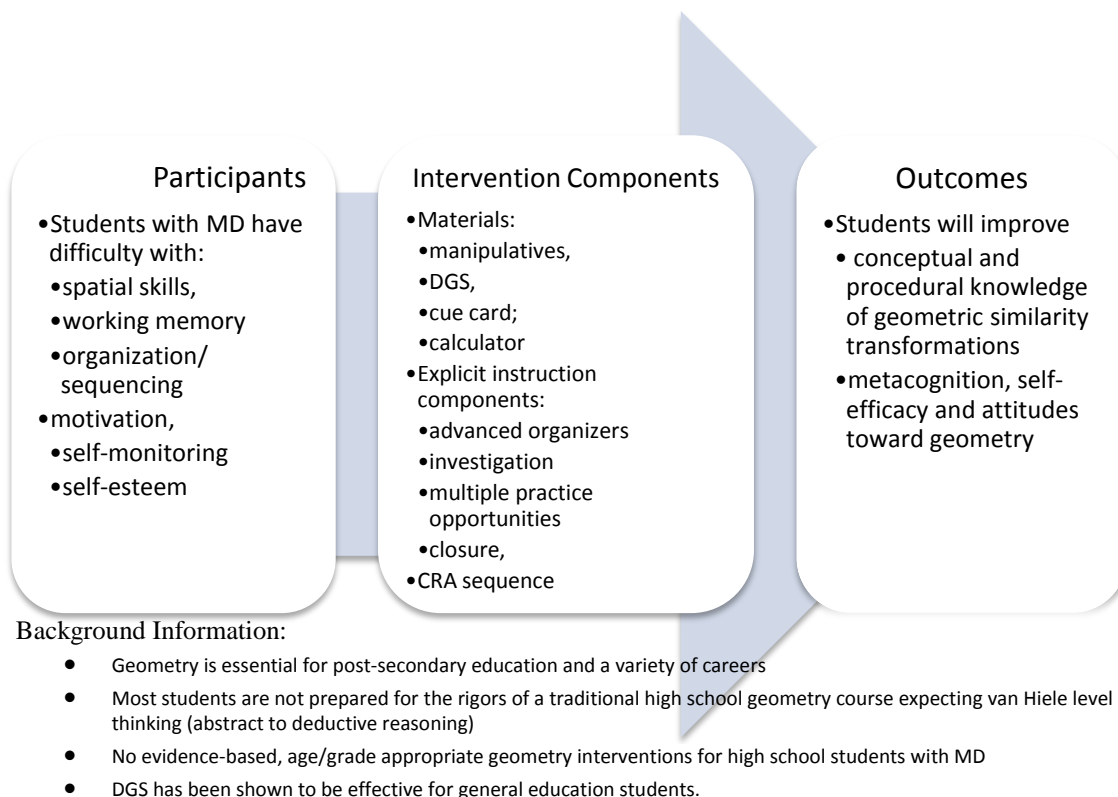 Participants
•Students with MD have
difficulty with:
•spatial skills,
•working memory
•organization/
sequencing
•motivation,
•self-monitoring
•self-esteem
Intervention Components
•Materials:
•manipulatives,
•DGS,
•cue card;
•calculator
•Explicit instruction
components:
•advanced organizers
•investigation
•multiple practice
opportunities
•closure,
•CRA sequence
Outcomes
•Students will improve
• conceptual and
procedural knowledge
of geometric similarity
transformations
•metacognition, self-
efficacy and attitudes
toward geometry
Background Information:
• Geometry is essential for post-secondary education and a variety of careers
• Most students are not prepared for the rigors of a traditional high school geometry course expecting van Hiele level
thinking (abstract to deductive reasoning)
• No evidence-based, age/grade appropriate geometry interventions for high school students with MD
• DGS has been shown to be effective for general education students.